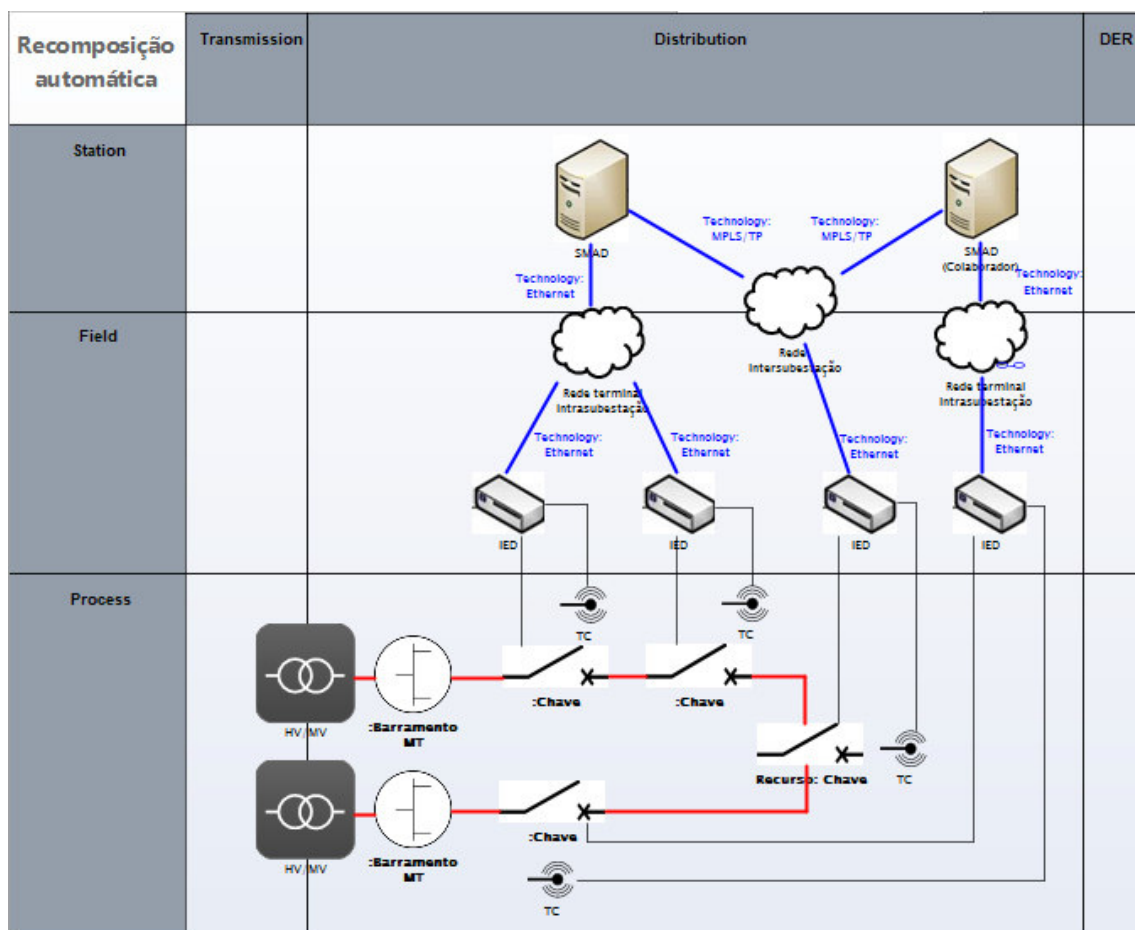 Recomposição
automática
Transmission
Distribution
DER
Station
SMAD
SMAD
(Colaborador)
Technology:
MPLS/TP
Technology:
MPLS/TP
Technology:
Ethernet
Technology:
Ethernet
Field
Rede terminal
Intrasubestação
Rede
Intersubestação
Rede terminal
Intrasubestação
Technology:
Ethernet
Technology:
Ethernet
Technology:
Ethernet
Technology:
Ethernet
IED
IED
IED
IED
Process
TC
TC
HV/MV
:Barramento
MT
:Chave
:Chave
Recurso: Chave
TC
HV/MV
:Barramento
MT
:Chave
TC